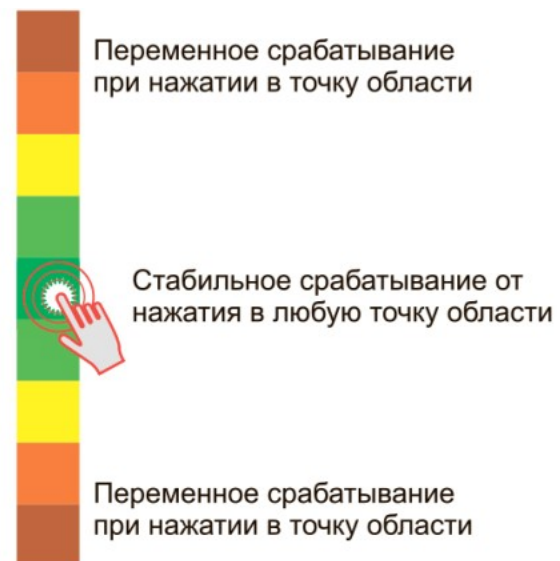 Переменное срабатывание
при нажатии в точку области
Стабильное срабатывание от
нажатия в любую точку области
Переменное срабатывание
при нажатии в точку области